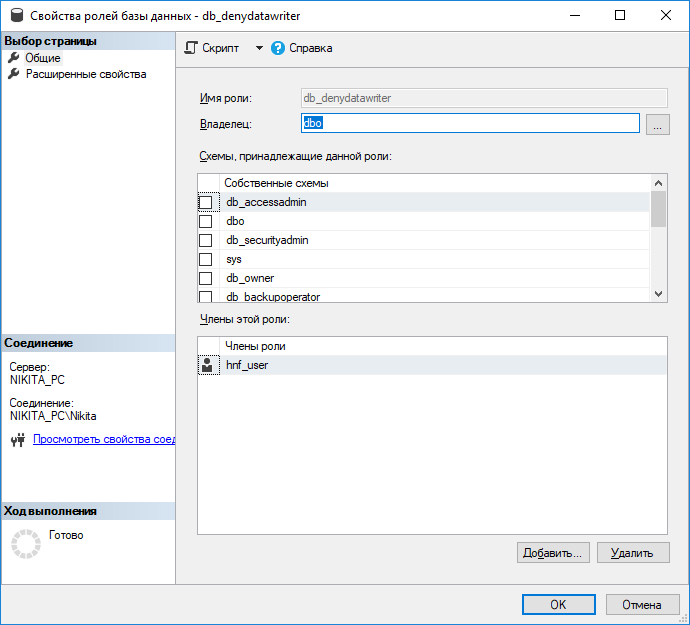 Свойства ролей базы данных - db_denydatawriter
Выбор страницы
Общие
Расширенные свойства
Скрипт
Справка
Имя роли:
db_denydatawriter
Владелец:
dbo
...
Схемы, принадлежащие данной роли:
Собственные схемы
db_accessadmin
dbo
db_securityadmin
sys
db_owner
db_backupoperator
Члены этой роли:
Члены роли
hnf_user
Соединение
Сервер:
NIKITA_PC
Соединение:
NIKITA_PC\Nikita
Просмотреть свойства соед
Ход выполнения
Готово
Добавить...
Удалить
OK
Отмена